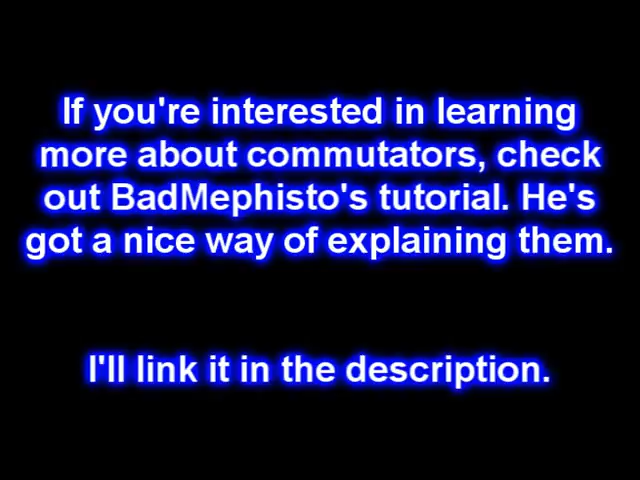 If you're interested in learning
more about commutators, check
out BadMephisto's tutorial. He's
got a nice way of explaining them.
I'll link it in the description.